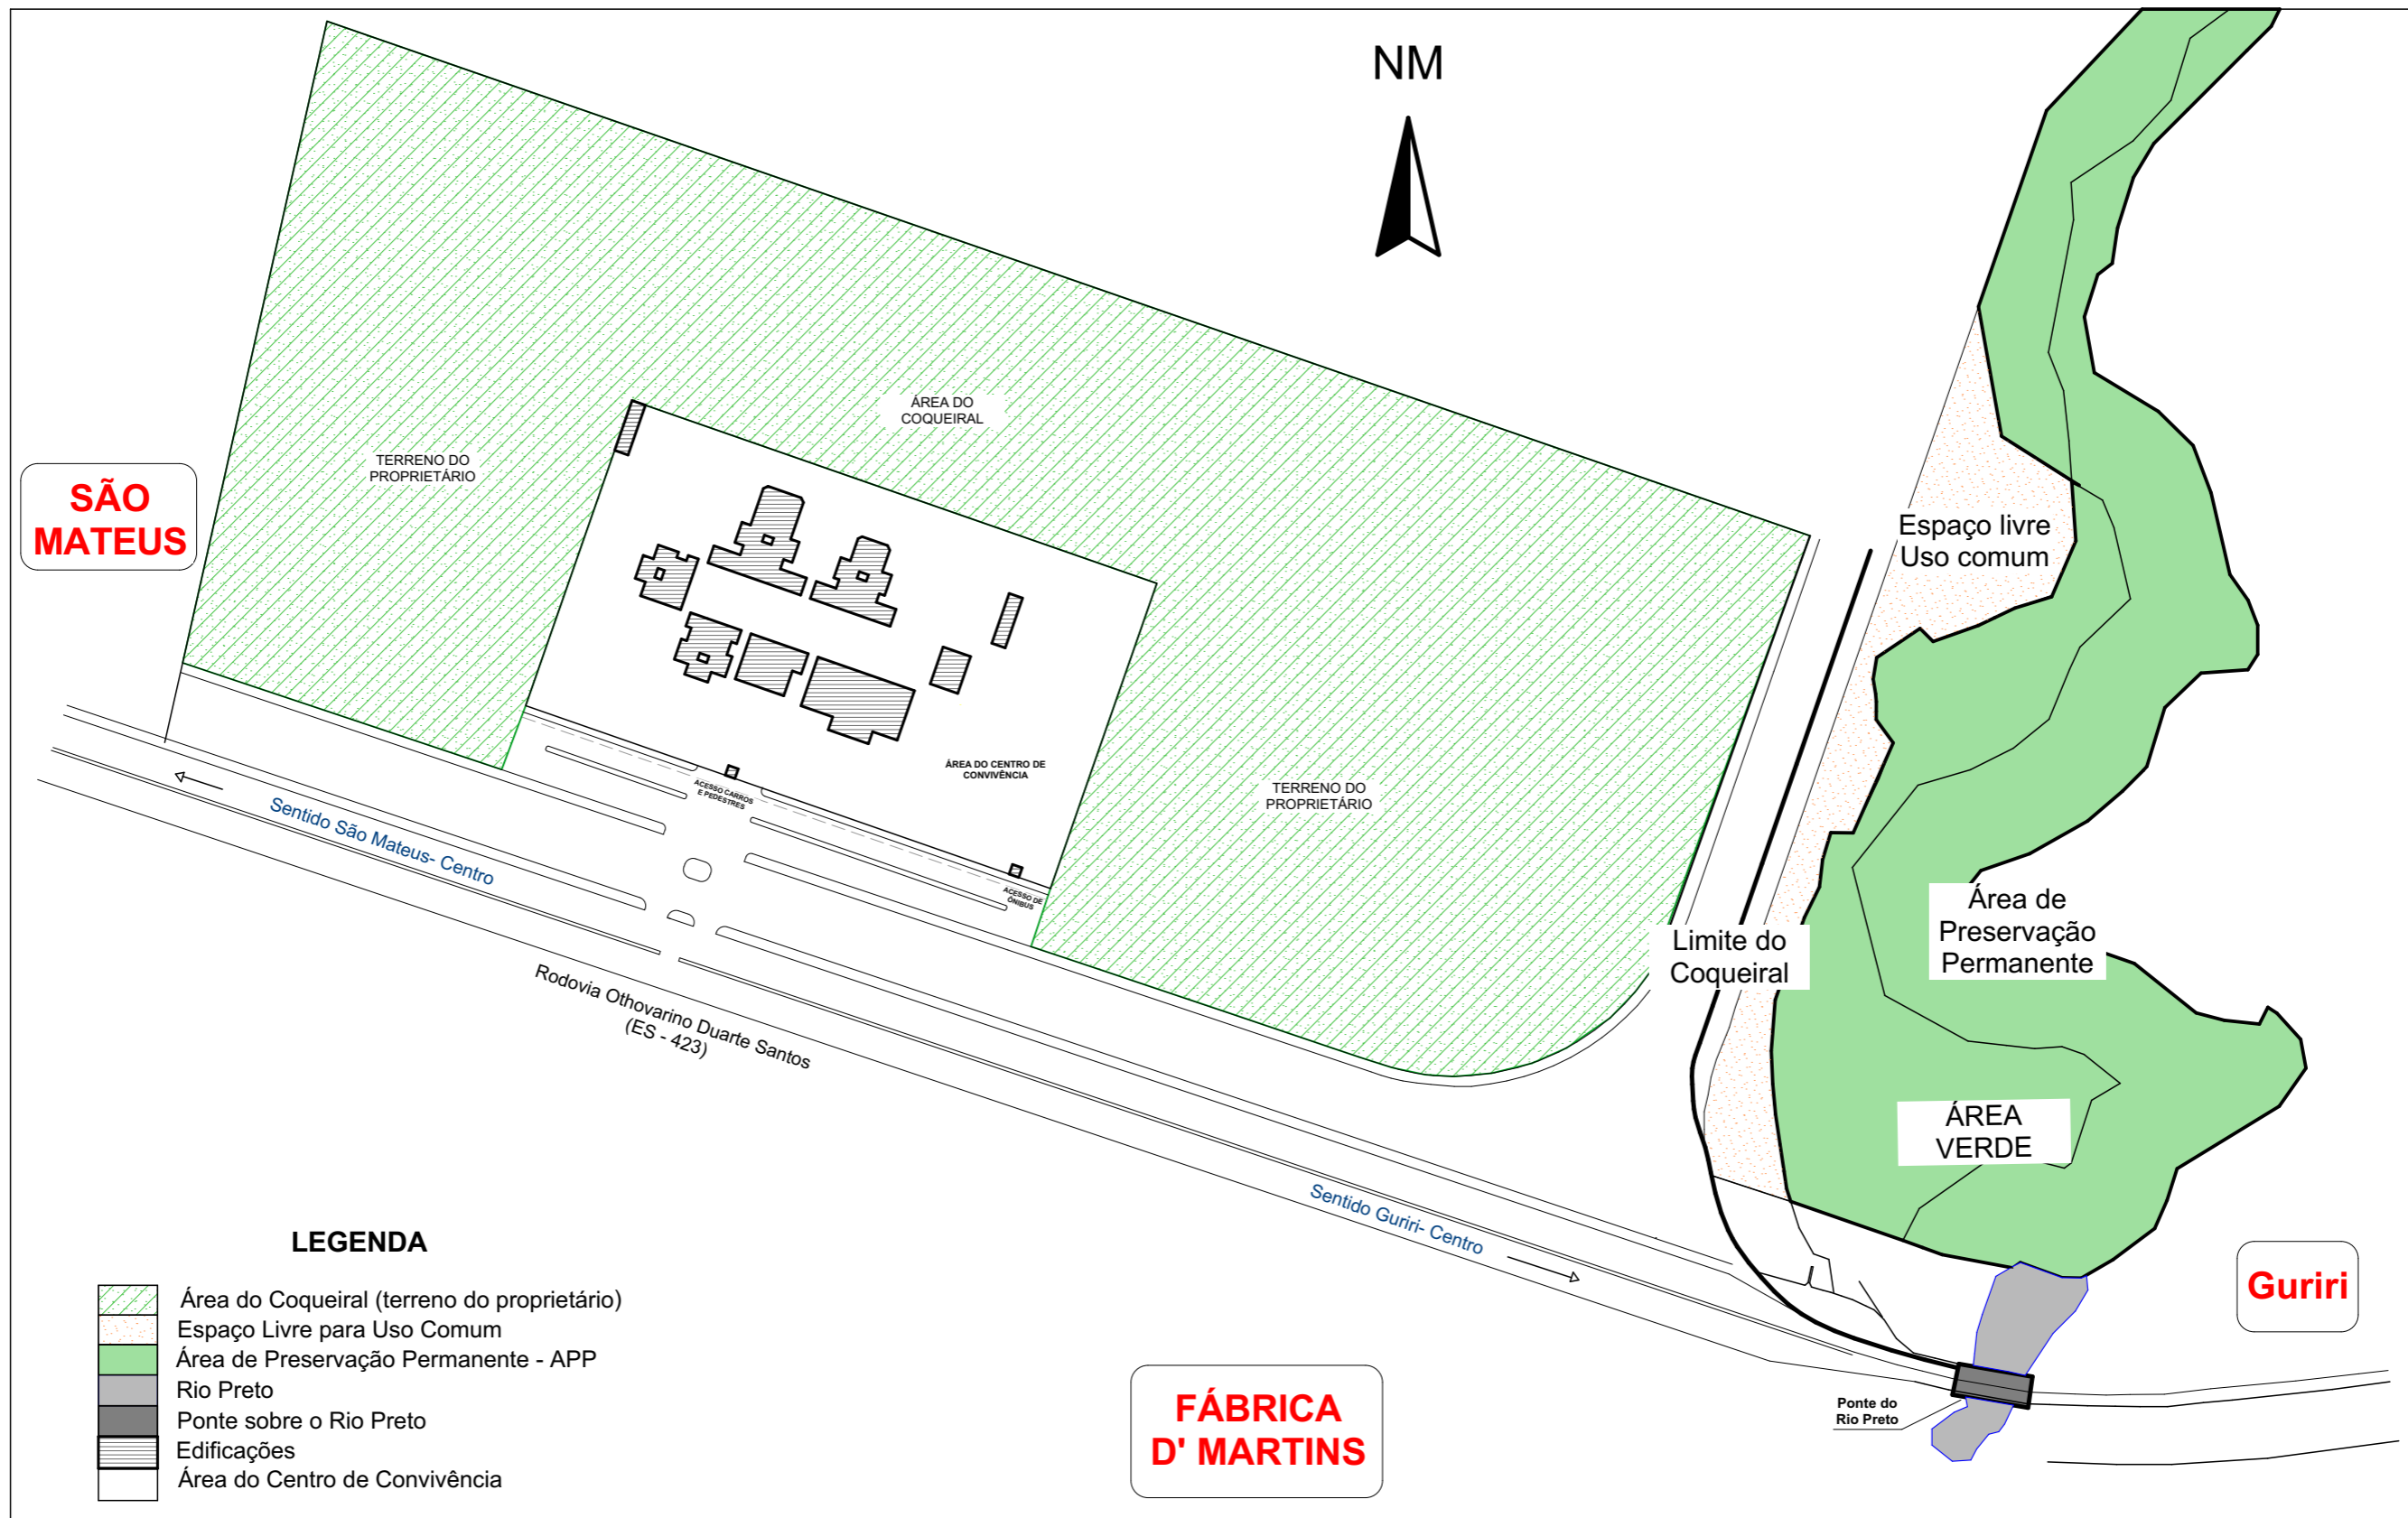 NM
ÁREA DO
COQUEIRAL
TERRENO DO
PROPRIETÁRIO
SÃO
MATEUS
Espaço livre
Uso comum
ÁREA DO CENTRO DE
CONVIVÊNCIA
ACESSO CARROS
E PEDESTRES
TERRENO DO
PROPRIETÁRIO
Sentido São Mateus- Centro
ACESSO DE
ÔNIBUS
Área de
Preservação
Permanente
Limite do
Coqueiral
Rodovia Othovarino Duarte Santos
(ES - 423)
ÁREA
VERDE
Sentido Guriri- Centro
Guriri
LEGENDA
Área do Coqueiral (terreno do proprietário)
Espaço Livre para Uso Comum
Área de Preservação Permanente - APP
Rio Preto
Ponte sobre o Rio Preto
Edificações
Área do Centro de Convivência
FÁBRICA
D' MARTINS
Ponte do
Rio Preto